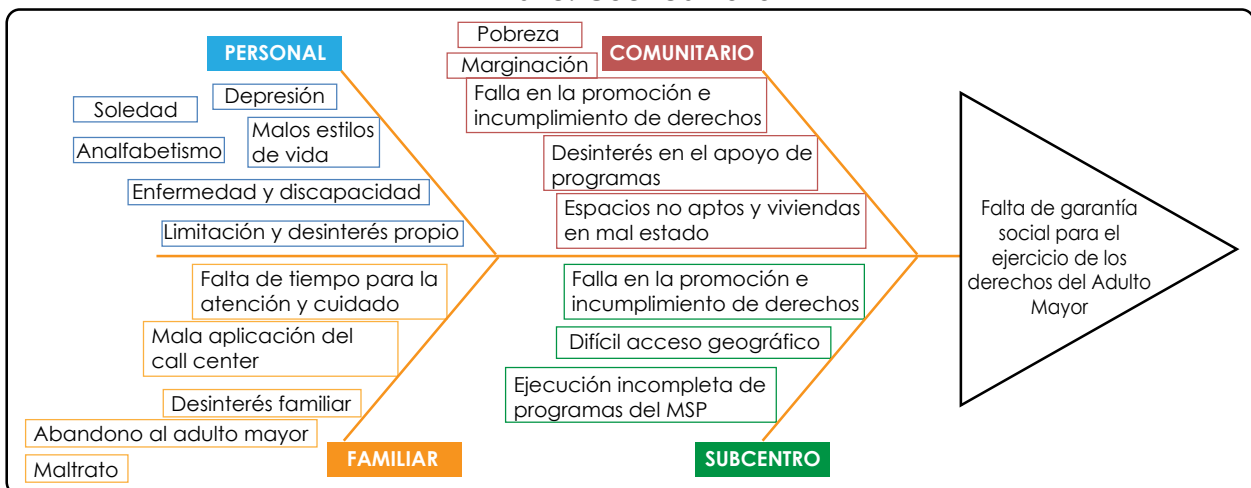 PERSONAL
Soledad
Depresión
Analfabetismo
Malos estilos
de vida
Enfermedad y discapacidad
Limitación y desinterés propio
Pobreza
COMUNITARIO
Marginación
Falla en la promoción e
incumplimiento de derechos
Desinterés en el apoyo de
programas
Espacios no aptos y viviendas
en mal estado
Falta de tiempo para la
atención y cuidado
Mala aplicación del
call center
Desinterés familiar
Abandono al adulto mayor
Maltrato
FAMILIAR
Falla en la promoción e
incumplimiento de derechos
Difícil acceso geográfico
Ejecución incompleta de
programas del MSP
SUBCENTRO
Falta de garantía
social para el
ejercicio de los
derechos del Adulto
Mayor